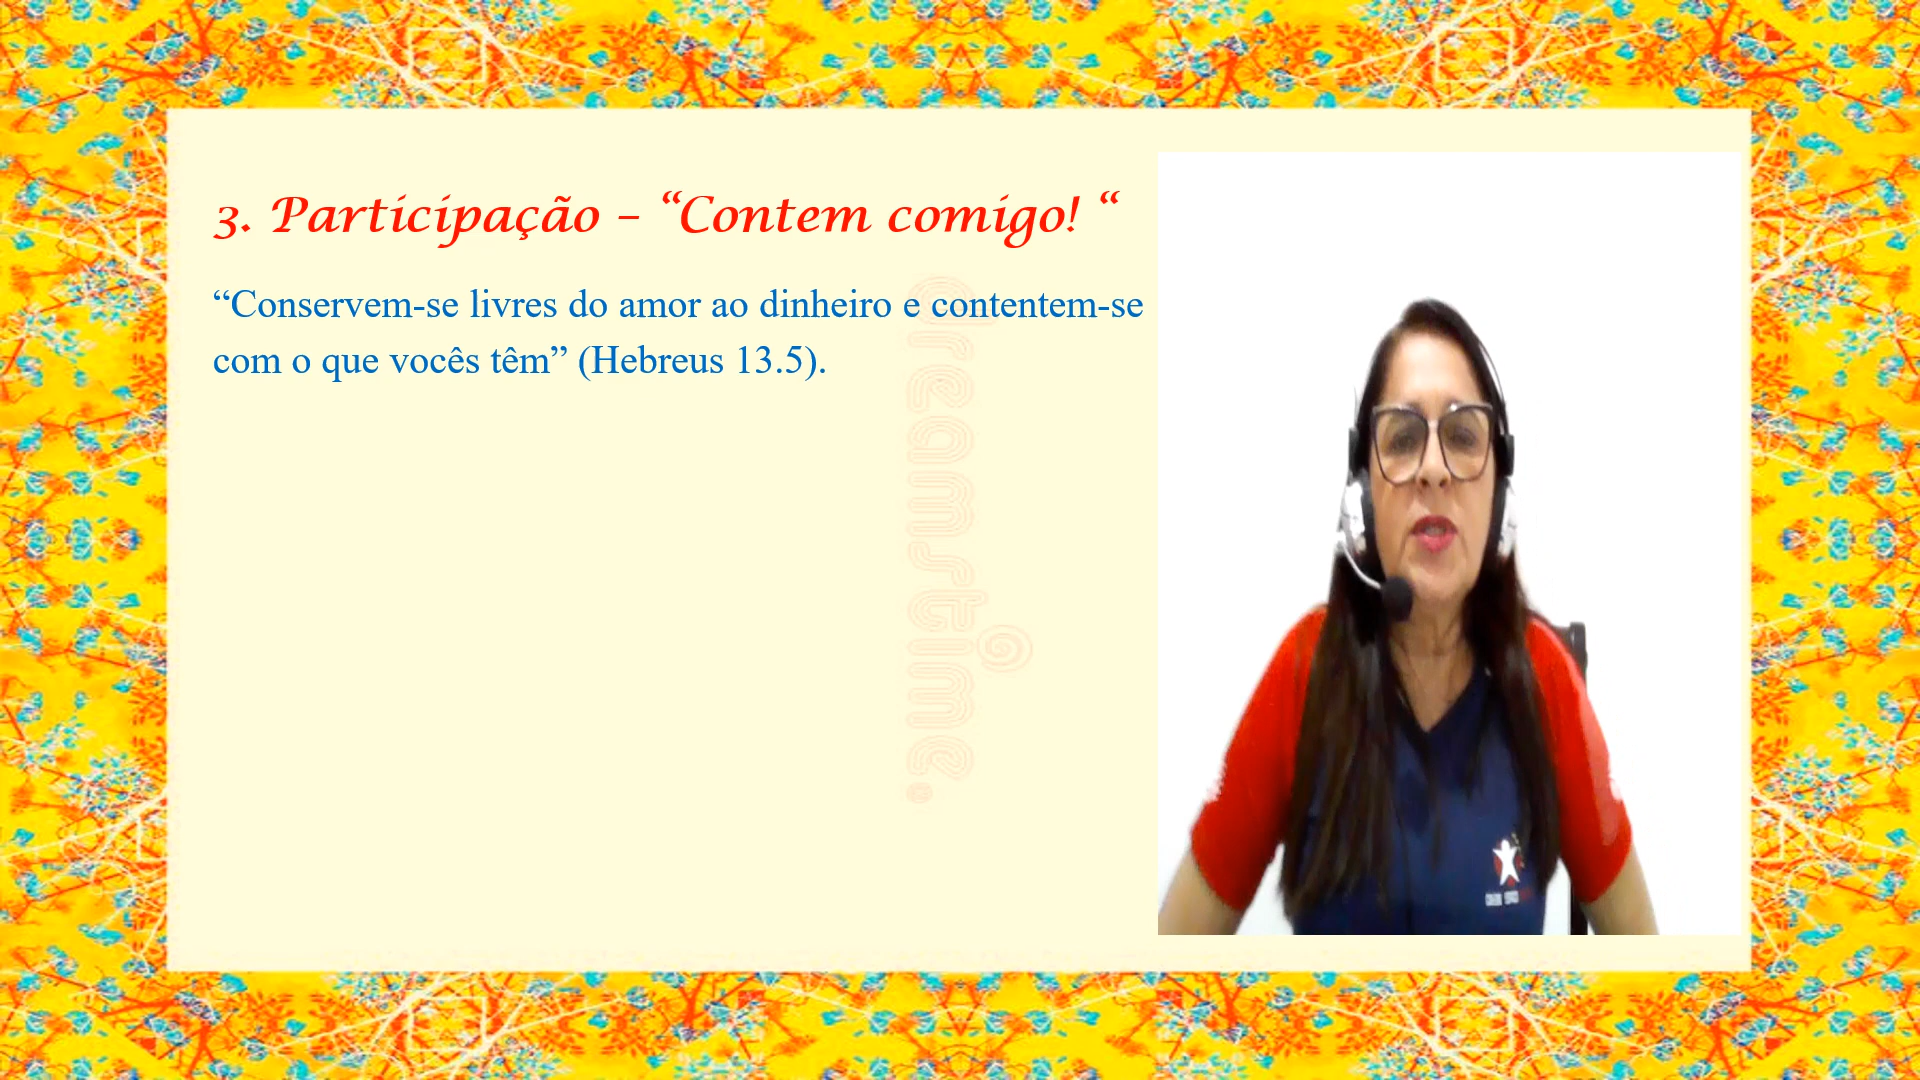 3. Participação – “Contem comigo! “
“Conservem-se livres do amor ao dinheiro e contentem-se
com o que vocês têm” (Hebreus 13.5).
dreamstime.